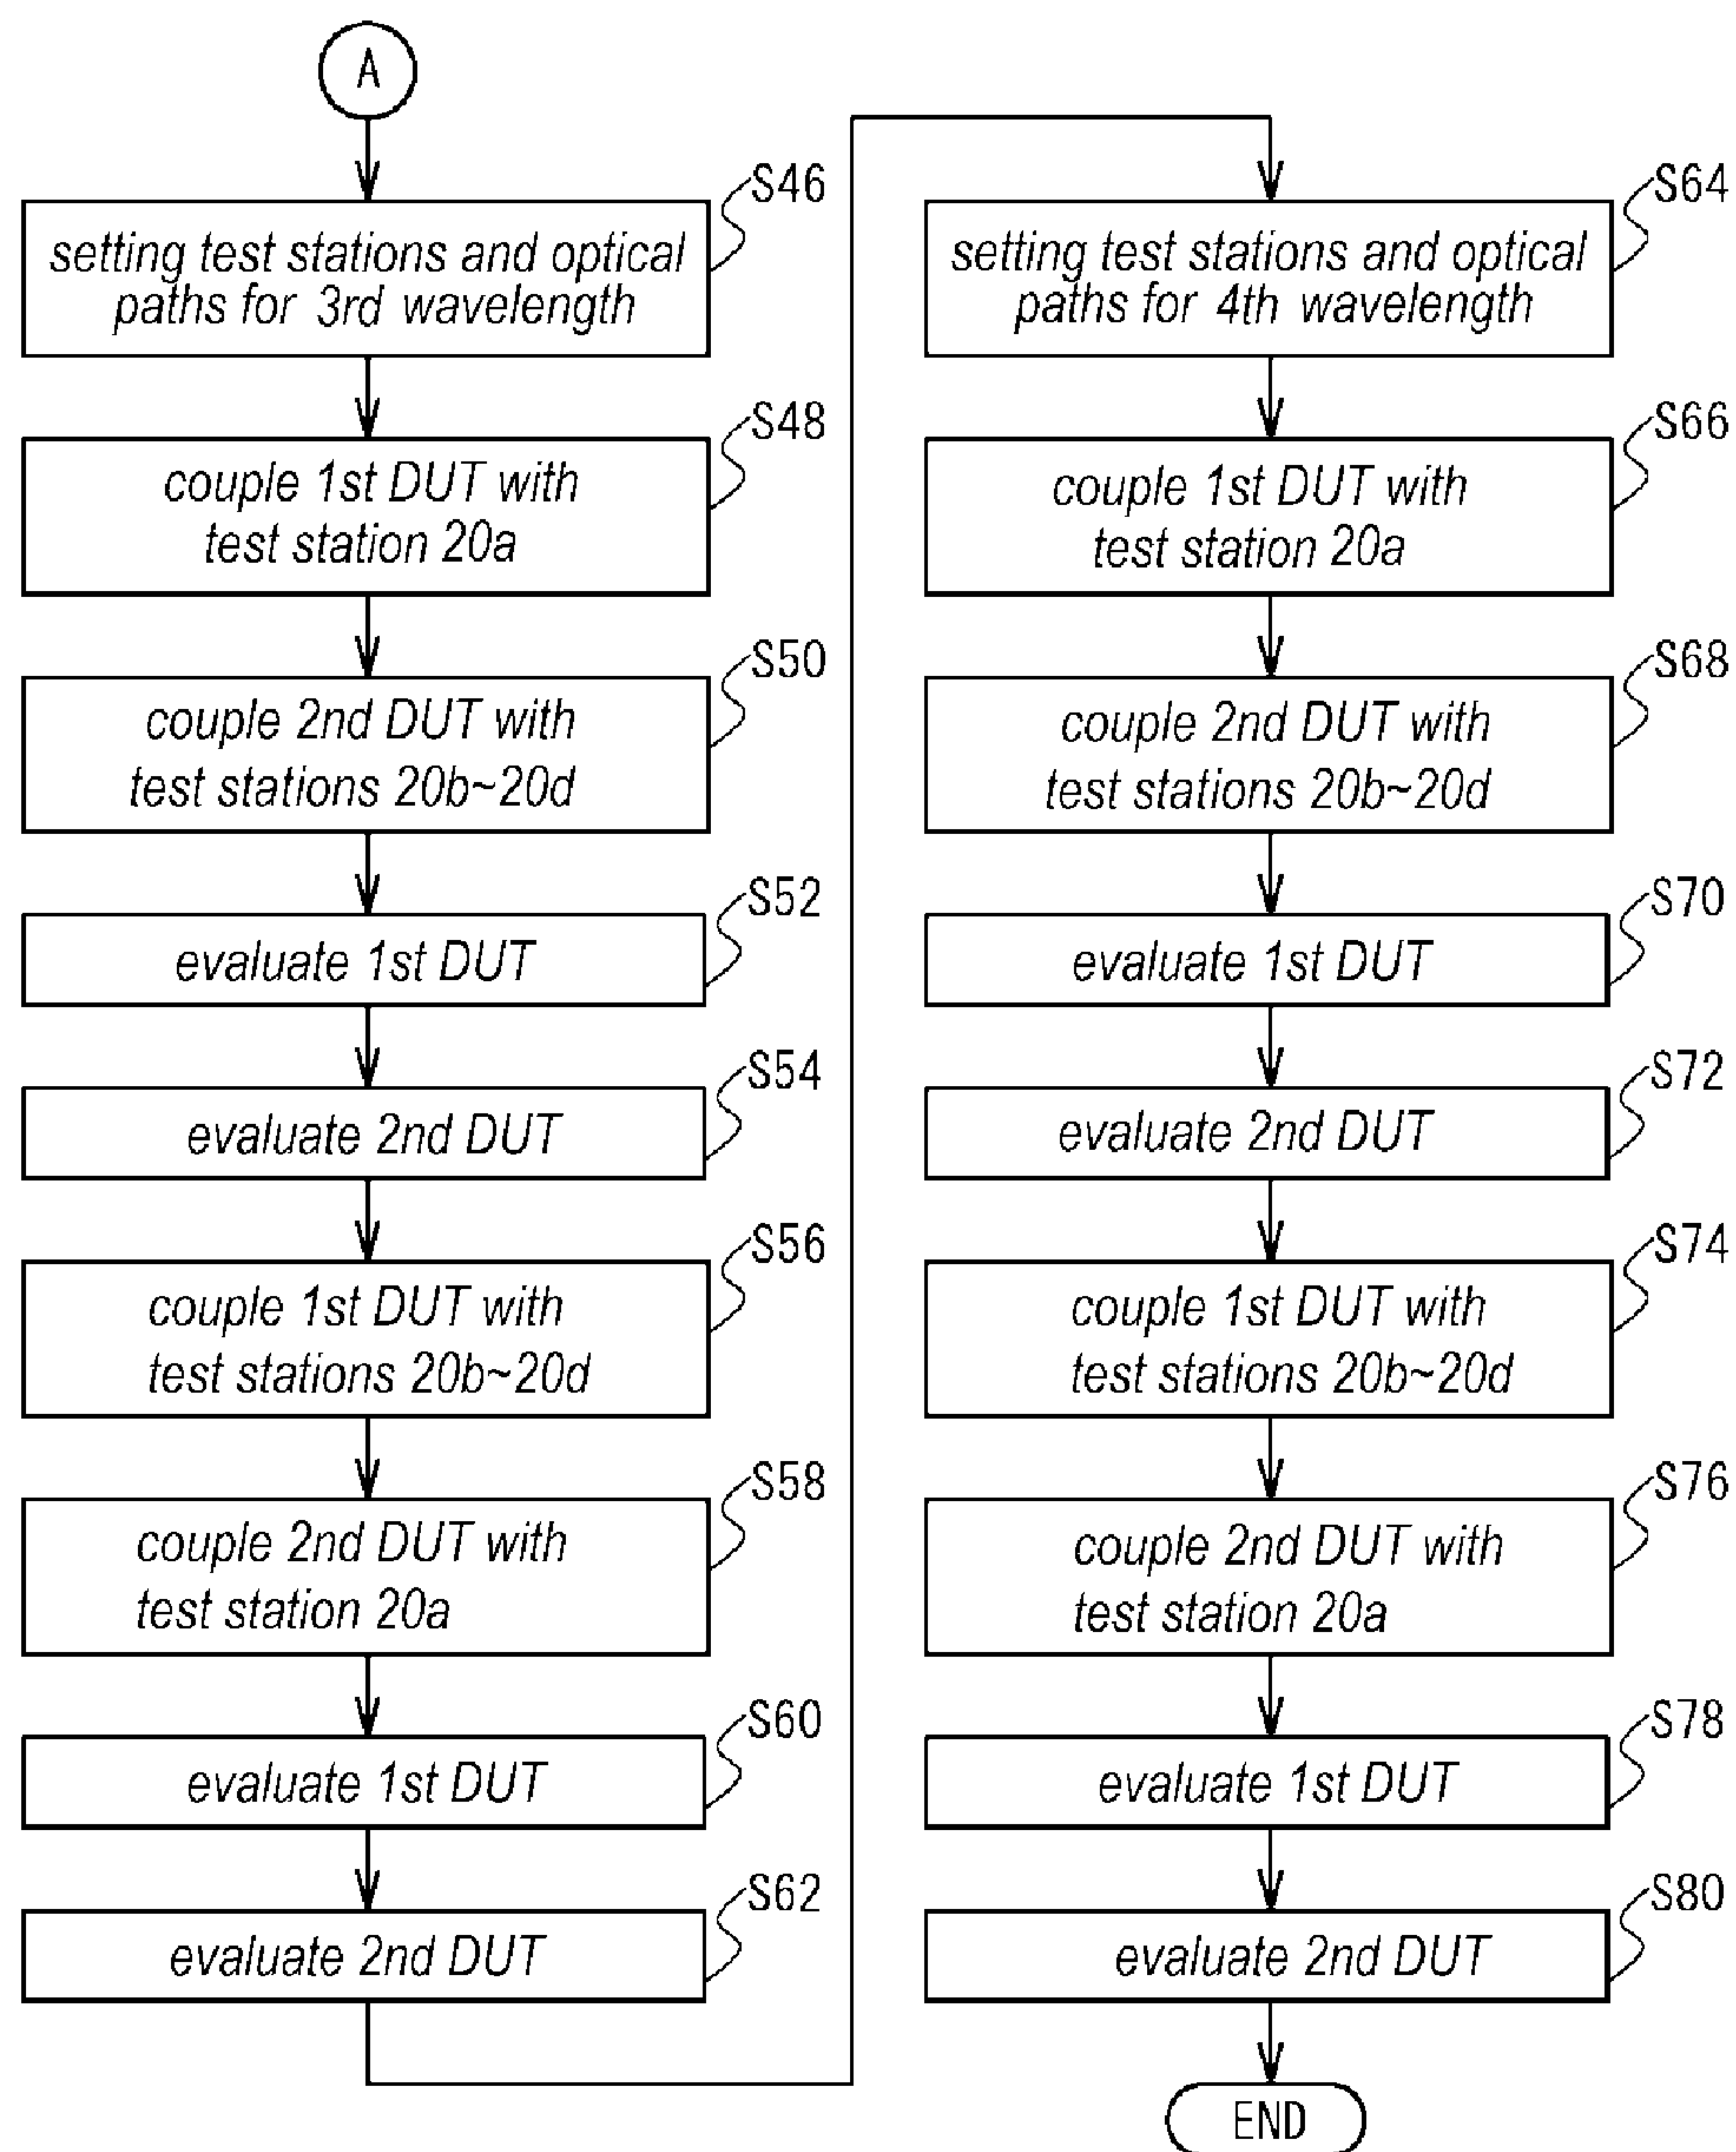 A
S46
setting test stations and optical
paths for 3rd wavelength
S48
couple 1st DUT with
test station 20a
S50
couple 2nd DUT with
test stations 20b~20d
S52
evaluate 1st DUT
S54
evaluate 2nd DUT
S56
couple 1st DUT with
test stations 20b~20d
S58
couple 2nd DUT with
test station 20a
S60
evaluate 1st DUT
S62
evaluate 2nd DUT
S64
setting test stations and optical
paths for 4th wavelength
S66
couple 1st DUT with
test station 20a
S68
couple 2nd DUT with
test stations 20b~20d
S70
evaluate 1st DUT
S72
evaluate 2nd DUT
S74
couple 1st DUT with
test stations 20b~20d
S76
couple 2nd DUT with
test station 20a
S78
evaluate 1st DUT
S80
evaluate 2nd DUT
END